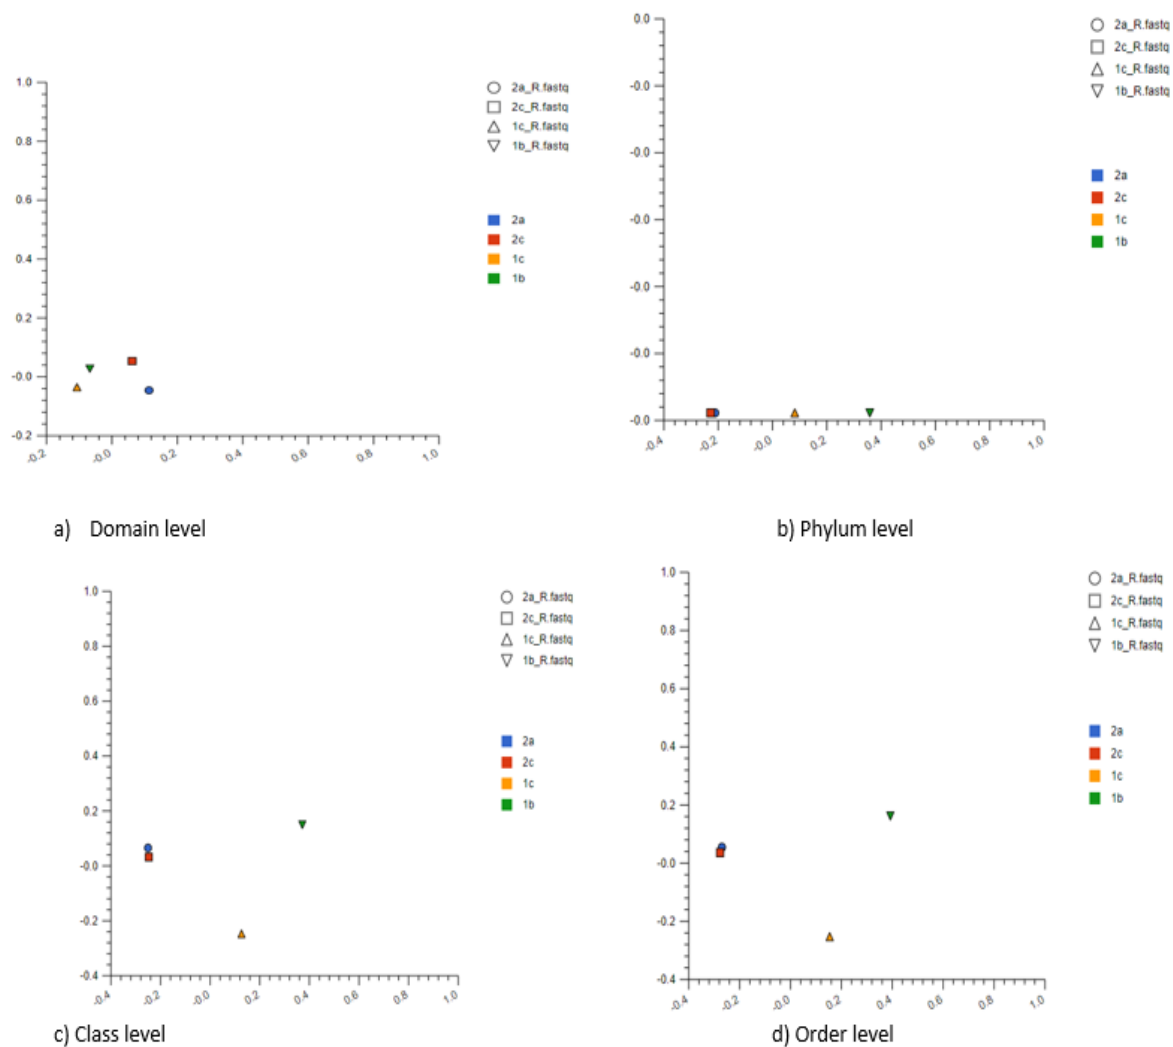 1.0
0.8
0.6
0.4
0.2
-0.0
-0.2
-0.2
-0.0
0.2
0.4
0.6
0.8
1.0
2a_R.fastq
2c_R.fastq
1c_R.fastq
1b_R.fastq
2a
2c
1c
1b
a) Domain level
0.0
-0.0
-0.0
-0.0
-0.0
-0.0
-0.0
-0.4
-0.2
-0.0
0.2
0.4
0.6
0.8
1.0
2a_R.fastq
2c_R.fastq
1c_R.fastq
1b_R.fastq
2a
2c
1c
1b
b) Phylum level
1.0
0.8
0.6
0.4
0.2
-0.0
-0.2
-0.4
-0.4
-0.2
-0.0
0.2
0.4
0.6
0.8
1.0
2a_R.fastq
2c_R.fastq
1c_R.fastq
1b_R.fastq
2a
2c
1c
1b
c) Class level
1.0
0.8
0.6
0.4
0.2
-0.0
-0.2
-0.4
-0.4
-0.2
-0.0
0.2
0.4
0.6
0.8
1.0
2a_R.fastq
2c_R.fastq
1c_R.fastq
1b_R.fastq
2a
2c
1c
1b
d) Order level